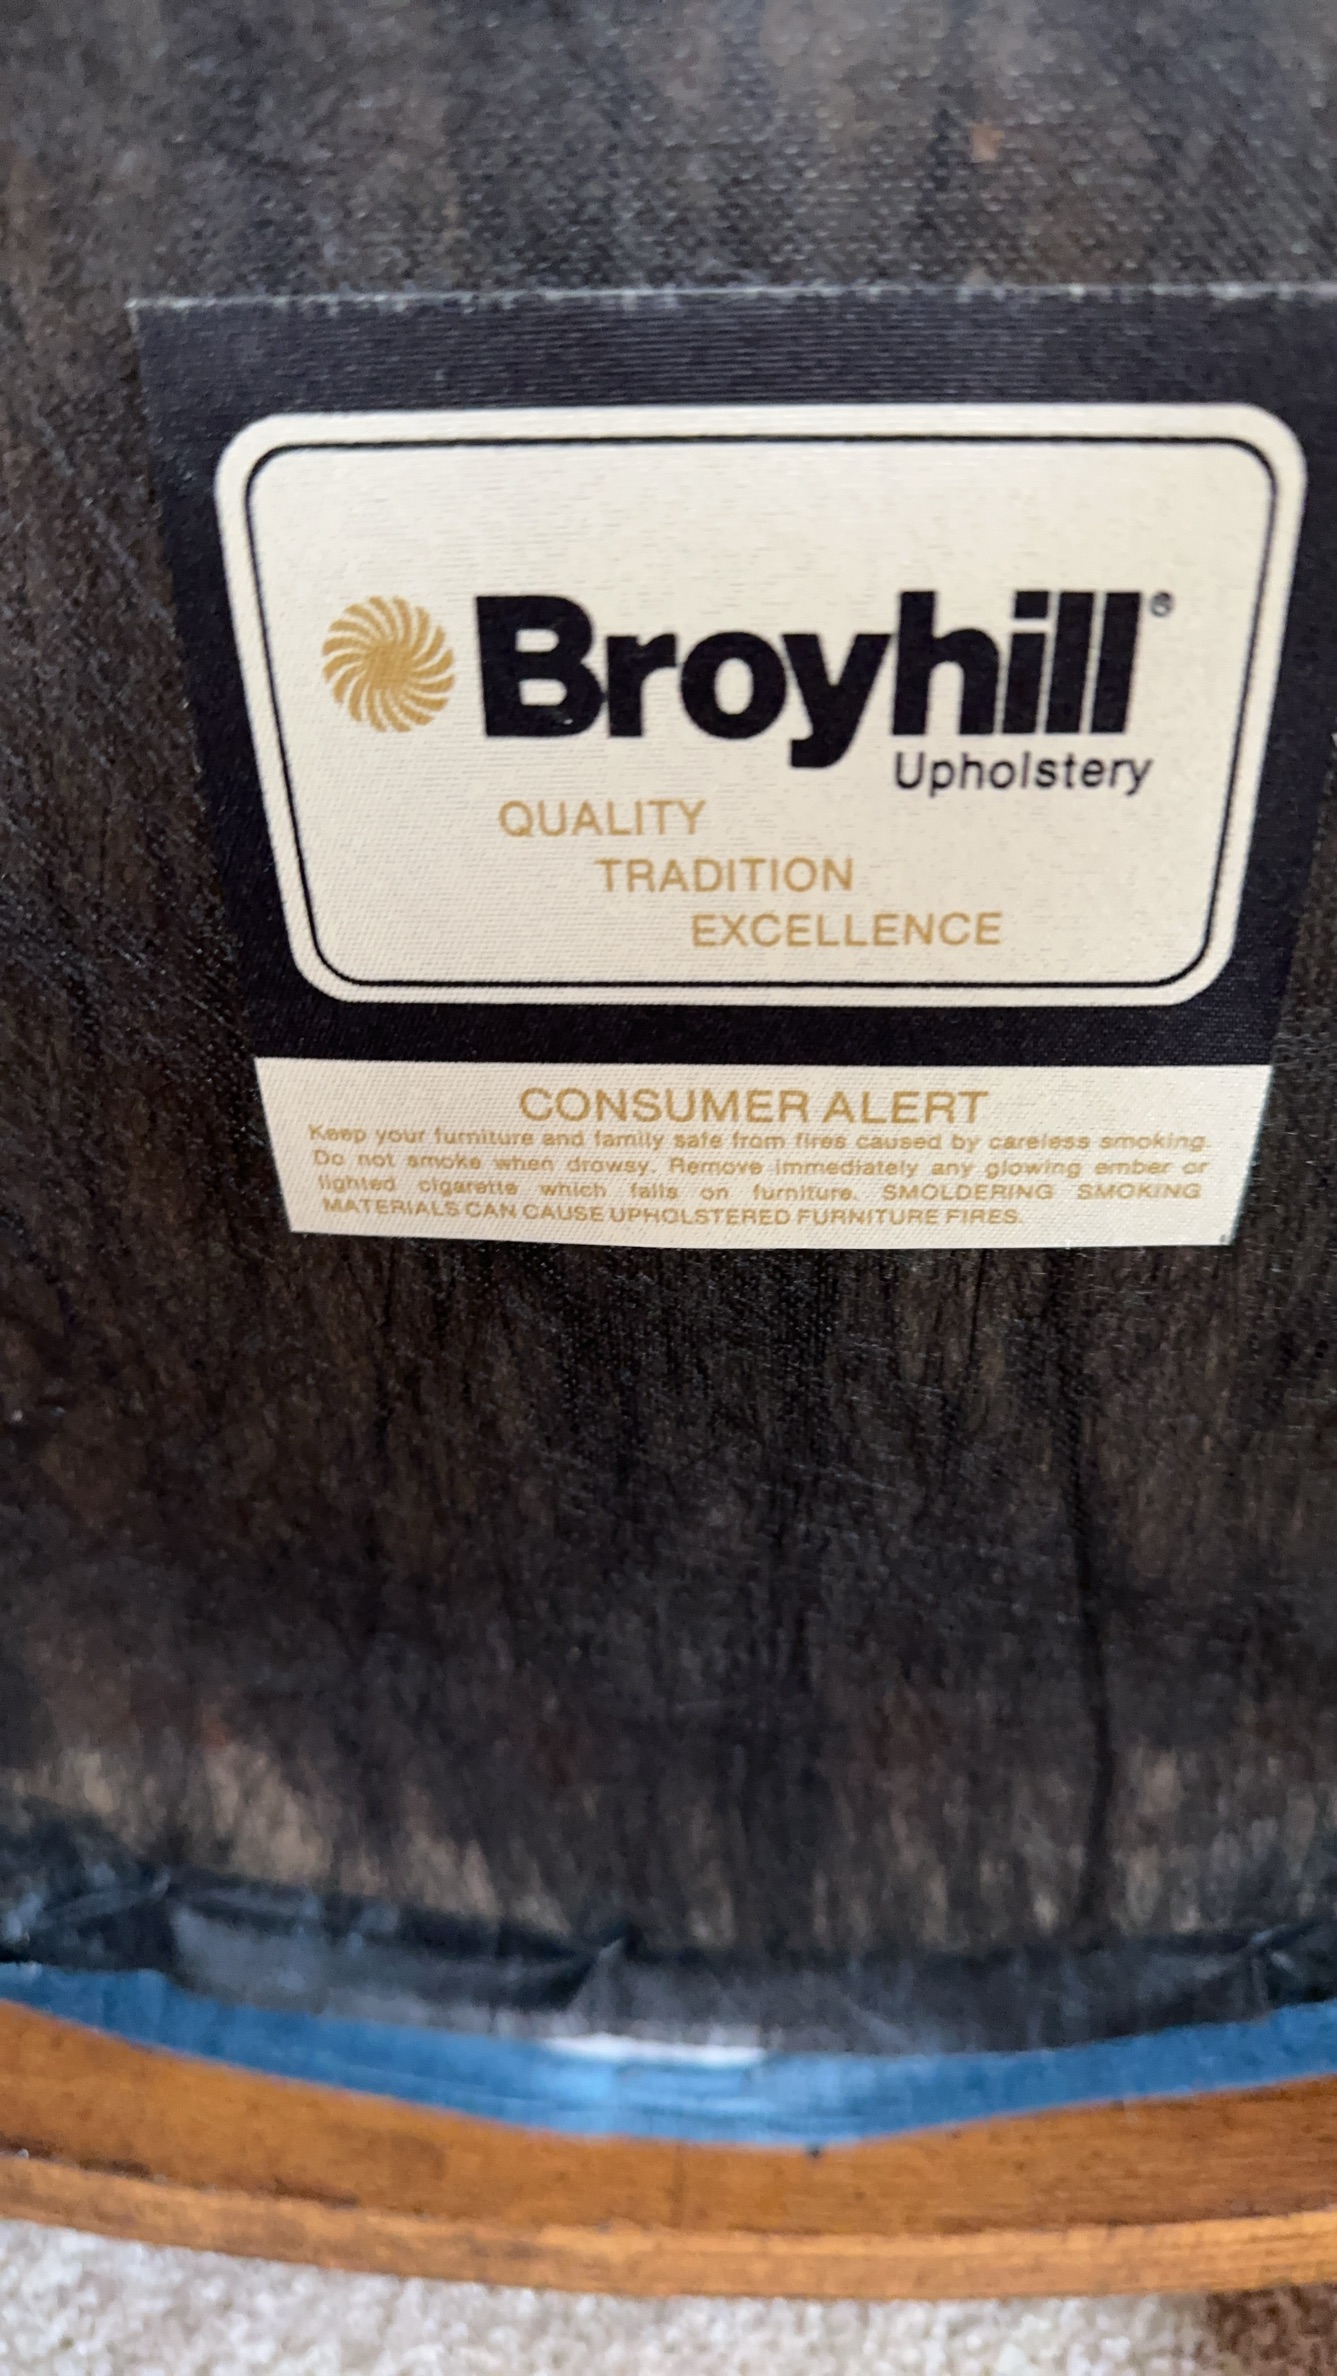 Broyhill®
Upholstery
QUALITY
TRADITION
EXCELLENCE
CONSUMER ALERT
Keep your furniture and family safe from fires caused by careless smoking.
Do not smoke when drowsy. Remove immediately any glowing ember or
lighted cigarette which falls on furniture. SMOLDERING SMOKING
MATERIALS CAN CAUSE UPHOLSTERED FURNITURE FIRES.